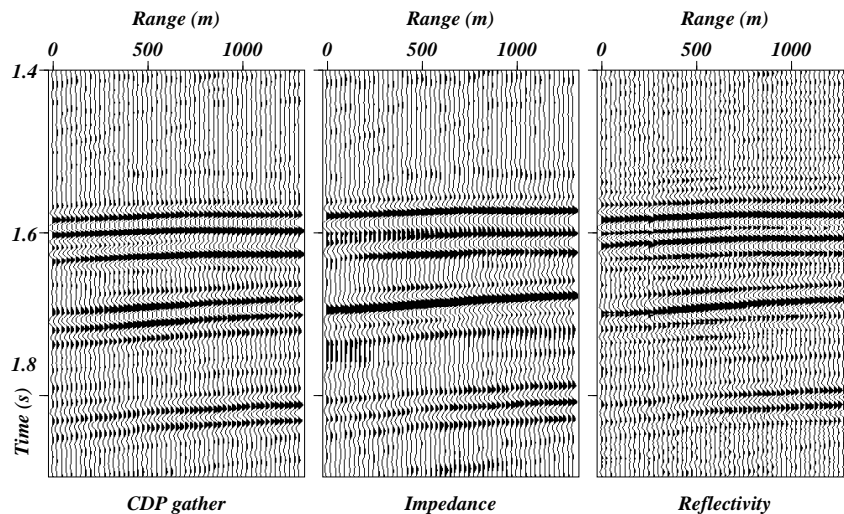 Range (m) Range (m) Range (m)
0 500 1000 0 500 1000 0 500 1000
1.4
1.6
1.8
Time (s)
CDP gather Impedance Reflectivity